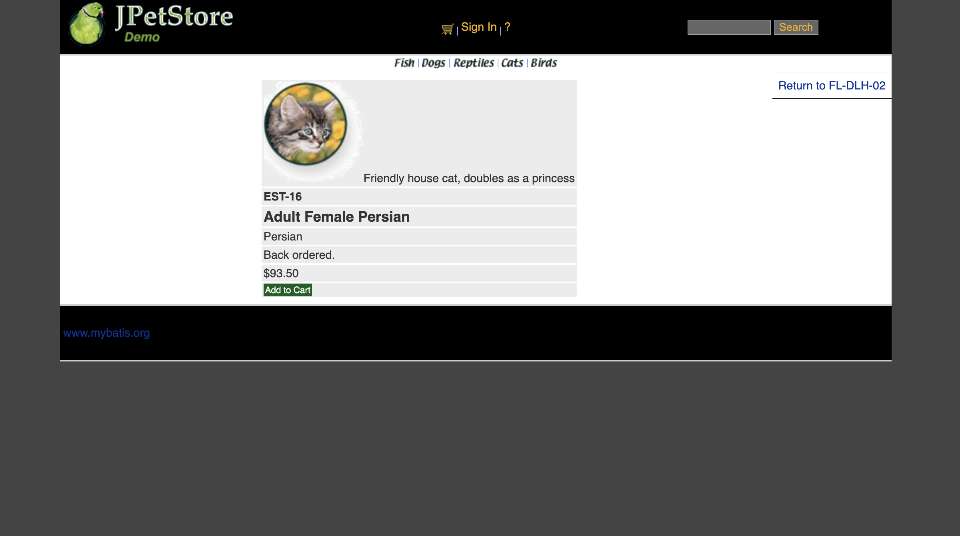 JPetStore
Demo
| Sign In | ?
Search
Fish | Dogs | Reptiles | Cats | Birds
Return to FL-DLH-02
Friendly house cat, doubles as a princess
EST-16
Adult Female Persian
Persian
Back ordered.
$93.50
Add to Cart
www.mybatis.org